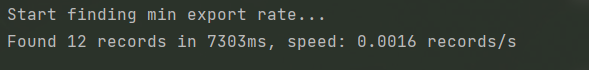 Start finding min export rate...
Found 12 records in 7303ms, speed: 0.0016 records/s